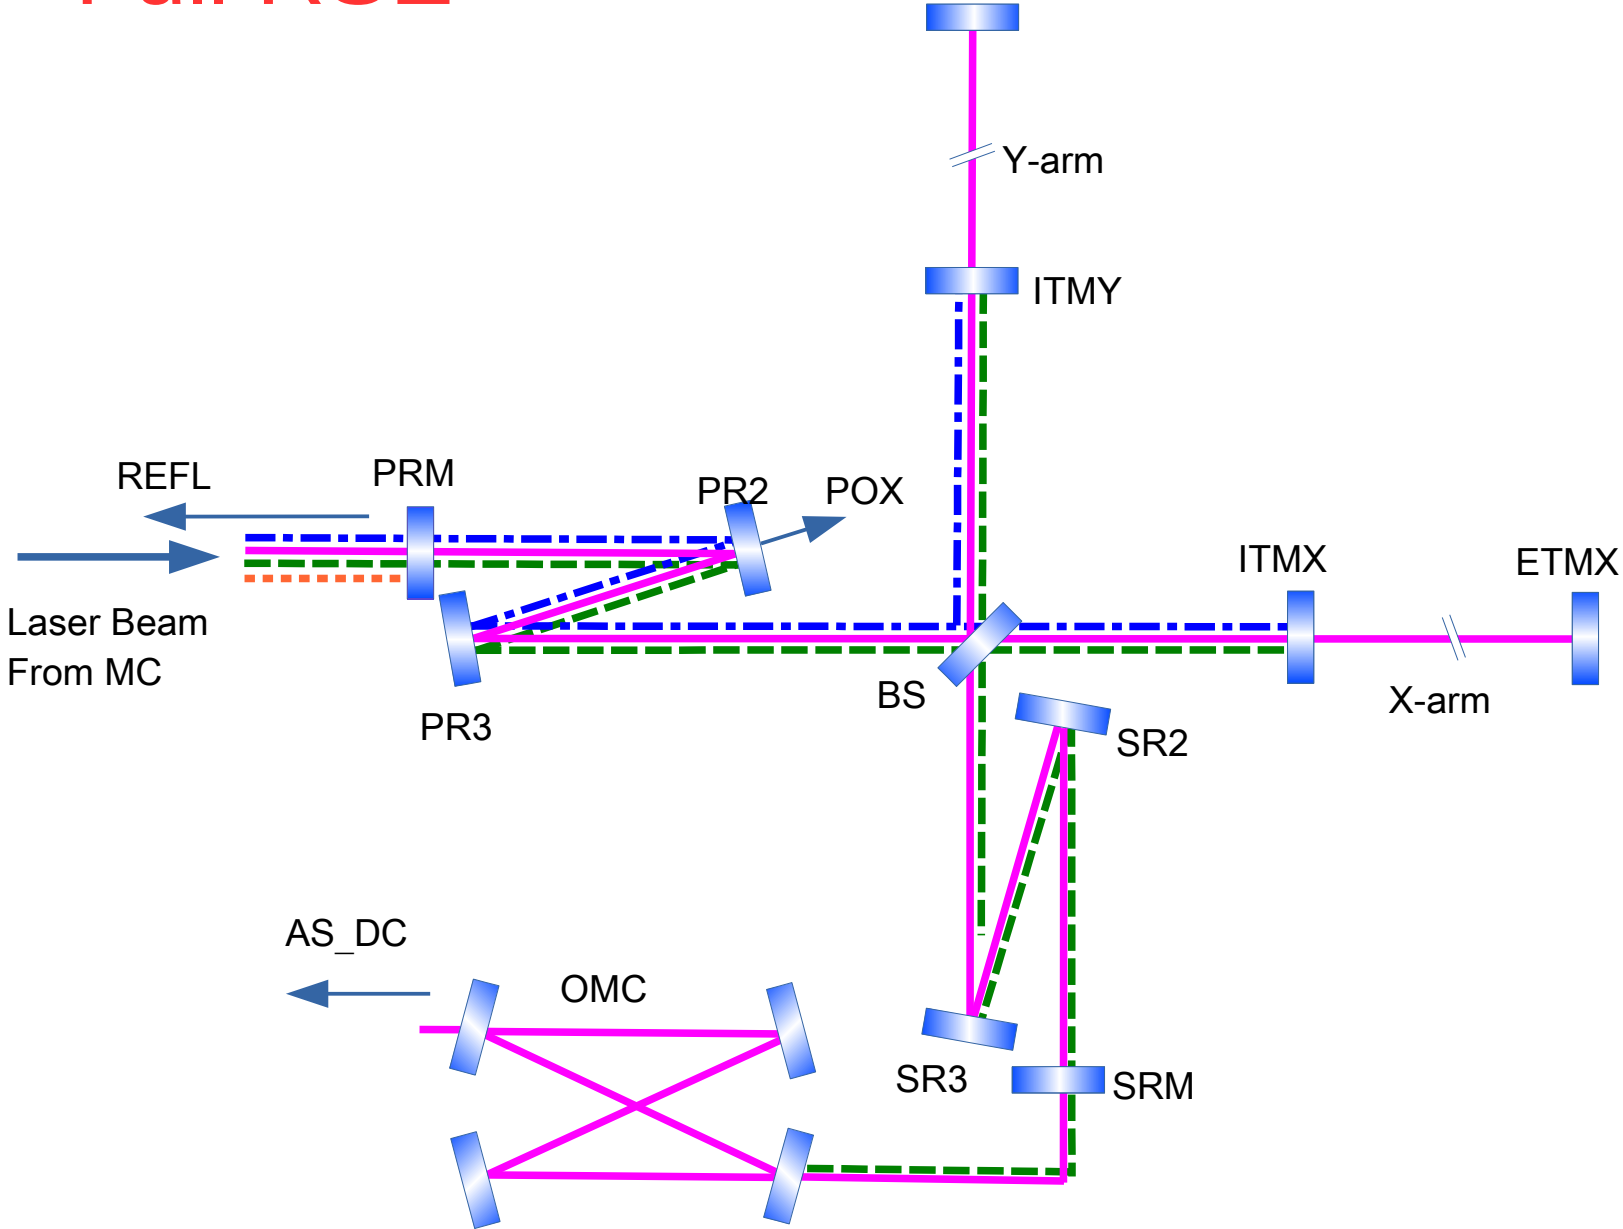 Y-arm
ITMY
REFL
PRM
PR2
POX
ITMX
ETMX
Laser Beam
From MC
BS
X-arm
PR3
SR2
AS_DC
OMC
SR3
SRM